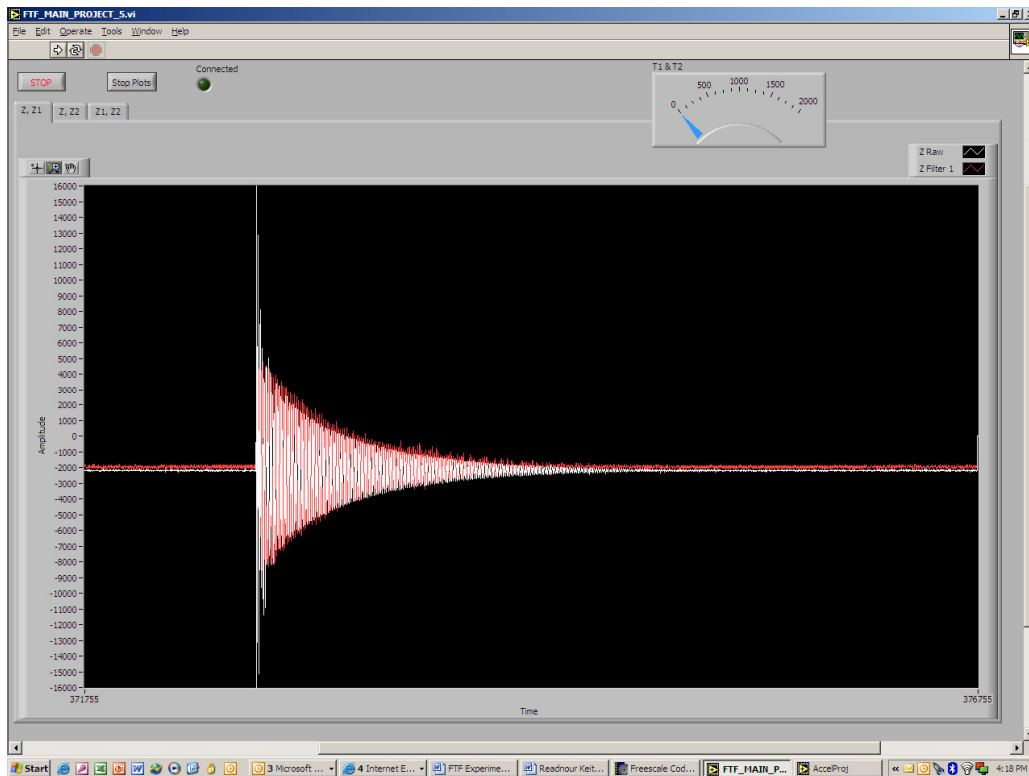 FTF_MAIN_PROJECT_5.vi
File Edit Operate Tools Window Help
STOP
Stop Plots
Connected
T1 & T2
0 500 1000 1500 2000
Z, Z1 Z, Z2 Z1, Z2
Z Raw
Z Filter 1
16000
15000
14000
13000
12000
11000
10000
9000
8000
7000
6000
5000
4000
3000
2000
1000
0
-1000
-2000
-3000
-4000
-5000
-6000
-7000
-8000
-9000
-10000
-11000
-12000
-13000
-14000
-15000
-16000
Amplitude
371755 376755
Time
Start 3 Microsoft ... 4 Internet E... FTF Experime... Readnour Keit... Freescale Cod... FTF_MAIN_P... AccelProj 4:18 PM